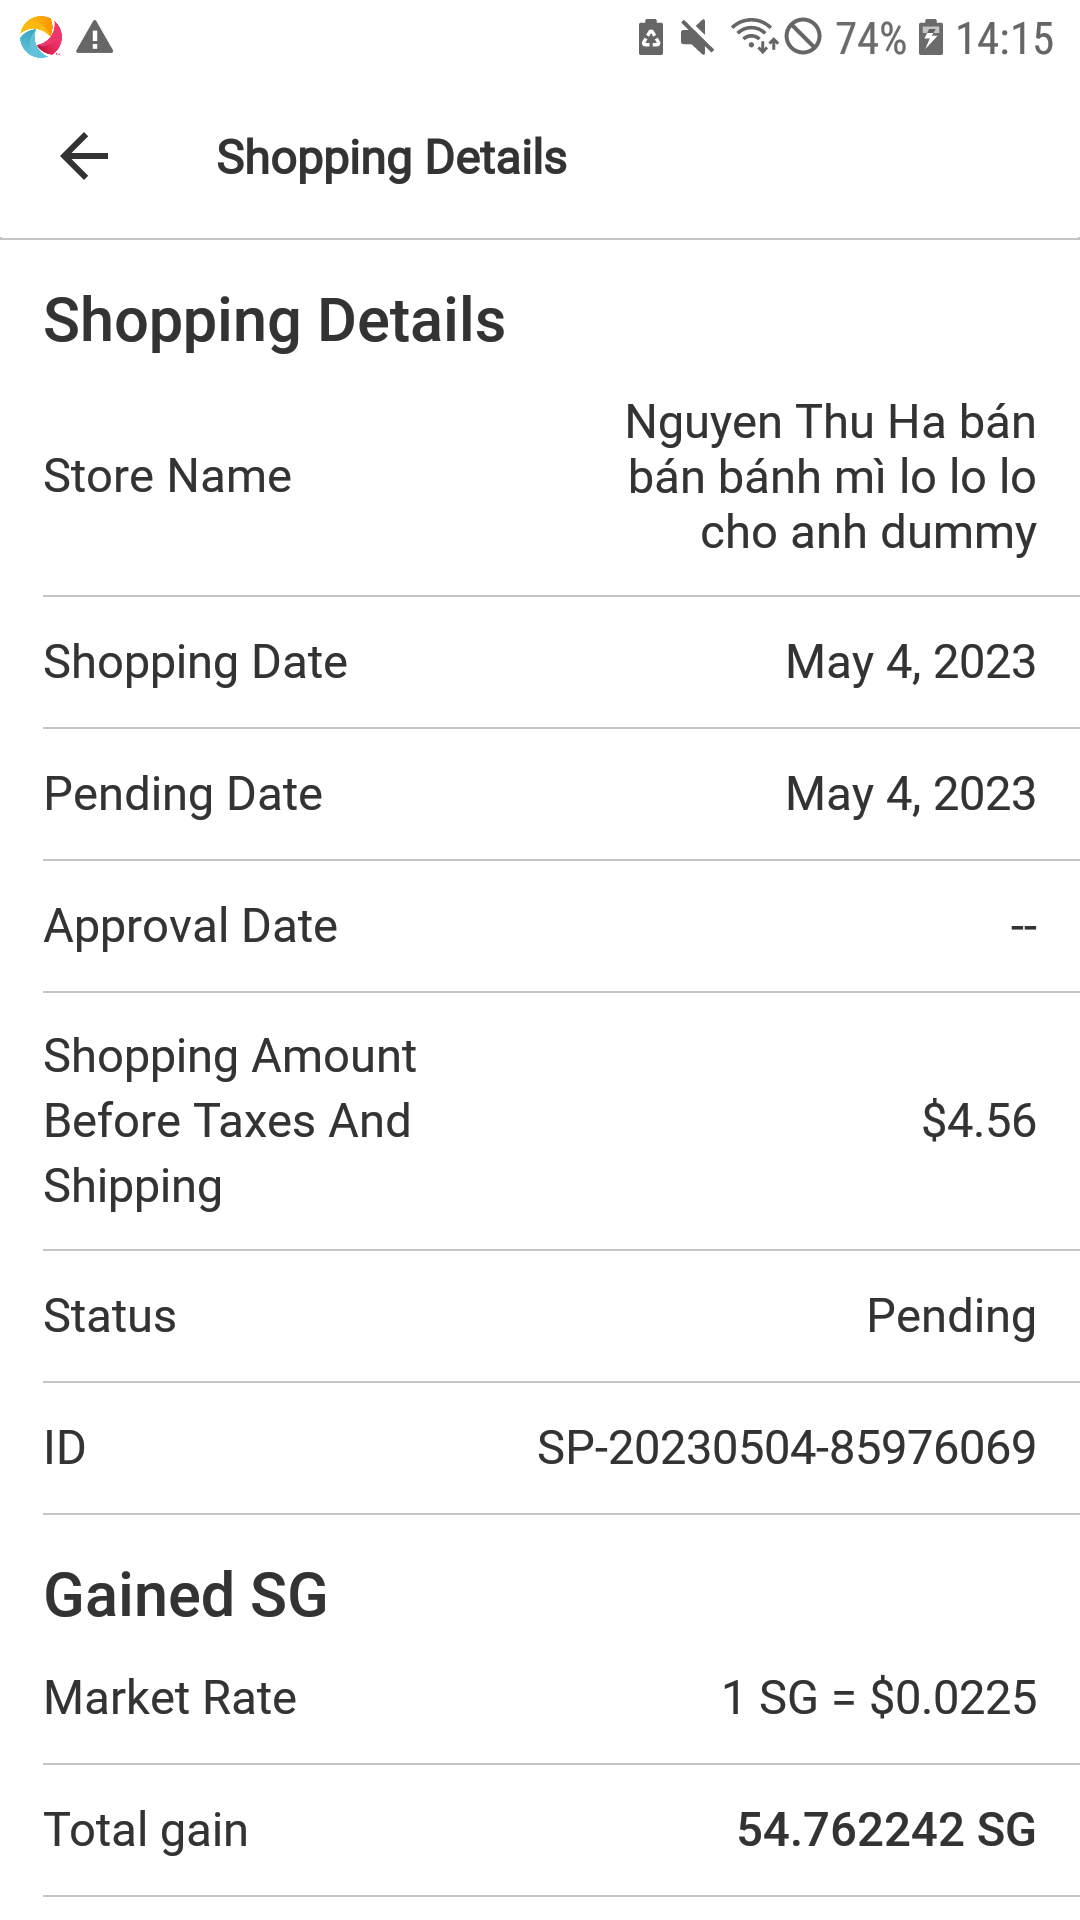 74% 14:15
Shopping Details
Shopping Details
Store Name
Nguyen Thu Ha bán
bán bánh mì lo lo lo
cho anh dummy
Shopping Date May 4, 2023
Pending Date May 4, 2023
Approval Date --
Shopping Amount
Before Taxes And
Shipping
$4.56
Status Pending
ID SP-20230504-85976069
Gained SG
Market Rate 1 SG = $0.0225
Total gain 54.762242 SG